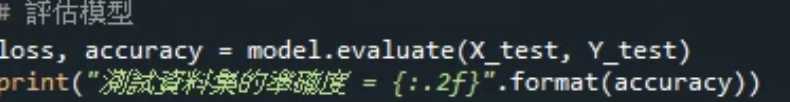 # 評估模型
loss, accuracy = model.evaluate(X_test, Y_test)
print("測試資料集的準確度 = {:.2f}".format(accuracy))